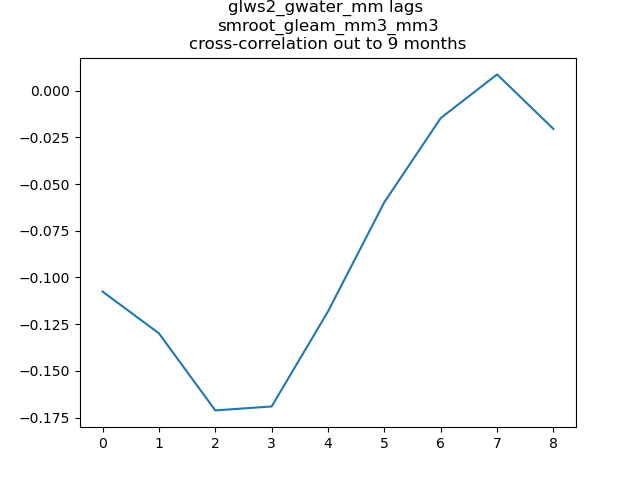 glws2_gwater_mm lags
smroot_gleam_mm3_mm3
cross-correlation out to 9 months
0.000
−0.025
−0.050
−0.075
−0.100
−0.125
−0.150
−0.175
0 1 2 3 4 5 6 7 8